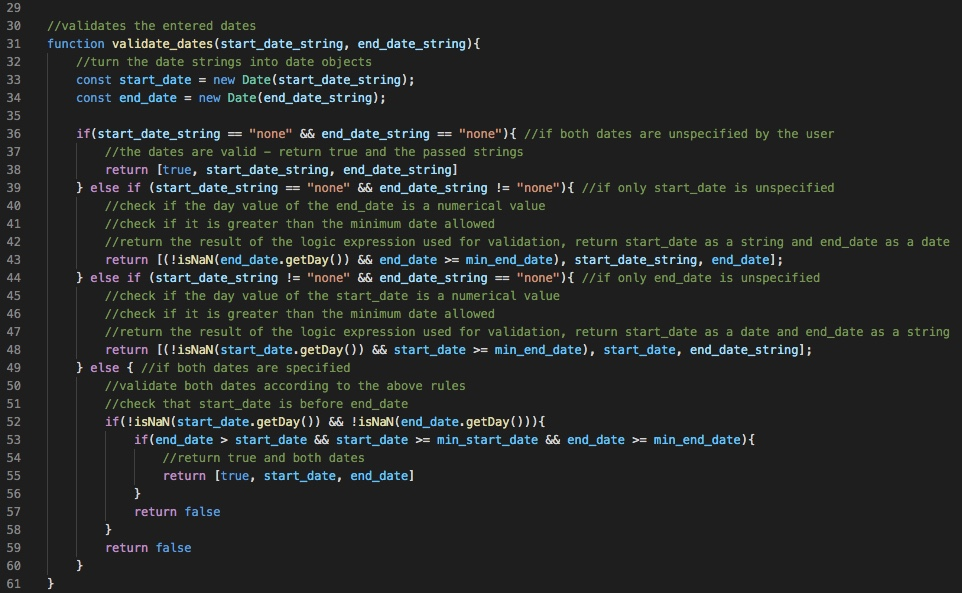 29
30 //validates the entered dates
31 function validate_dates(start_date_string, end_date_string){
32 //turn the date strings into date objects
33 const start_date = new Date(start_date_string);
34 const end_date = new Date(end_date_string);
35
36 if(start_date_string == "none" && end_date_string == "none"){ //if both dates are unspecified by the user
37 //the dates are valid - return true and the passed strings
38 return [true, start_date_string, end_date_string]
39 } else if (start_date_string == "none" && end_date_string != "none"){ //if only start_date is unspecified
40 //check if the day value of the end_date is a numerical value
41 //check if it is greater than the minimum date allowed
42 //return the result of the logic expression used for validation, return start_date as a string and end_date as a date
43 return [(!isNaN(end_date.getDay()) && end_date >= min_end_date), start_date_string, end_date];
44 } else if (start_date_string != "none" && end_date_string == "none"){ //if only end_date is unspecified
45 //check if the day value of the start_date is a numerical value
46 //check if it is greater than the minimum date allowed
47 //return the result of the logic expression used for validation, return start_date as a date and end_date as a string
48 return [(!isNaN(start_date.getDay()) && start_date >= min_end_date), start_date, end_date_string];
49 } else { //if both dates are specified
50 //validate both dates according to the above rules
51 //check that start_date is before end_date
52 if(!isNaN(start_date.getDay()) && !isNaN(end_date.getDay())){
53 if(end_date > start_date && start_date >= min_start_date && end_date >= min_end_date){
54 //return true and both dates
55 return [true, start_date, end_date]
56 }
57 return false
58 }
59 return false
60 }
61 }